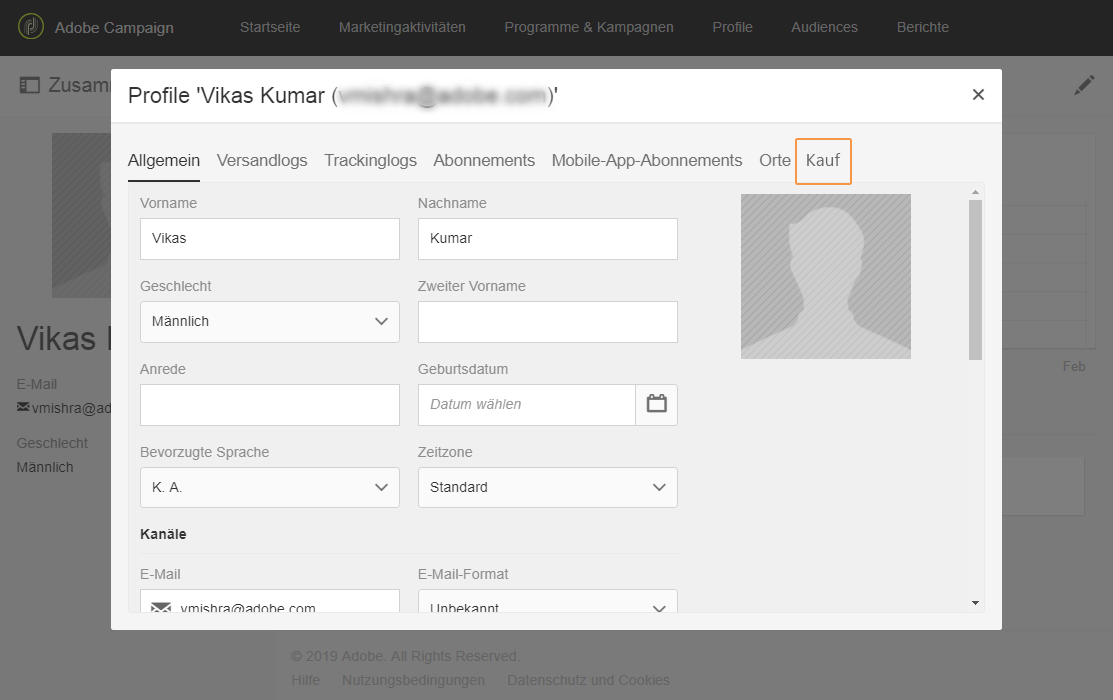 Adobe Campaign Startseite Marketingaktivitäten Programme & Kampagnen Profile Audiences Berichte
Zusam
Profile 'Vikas Kumar ( )'
Allgemein Versandlogs Trackinglogs Abonnements Mobile-App-Abonnements Orte Kauf
Vorname Nachname
Vikas Kumar
Geschlecht Zweiter Vorname
Männlich
Anrede Geburtsdatum
Datum wählen
Bevorzugte Sprache Zeitzone
K. A. Standard
Kanäle
E-Mail E-Mail-Format
vmishra@adobe.com Unbekannt
Vikas
E-Mail
vmishra@ad
Geschlecht
Männlich
Feb
© 2019 Adobe. All Rights Reserved.
Hilfe Nutzungsbedingungen Datenschutz und Cookies